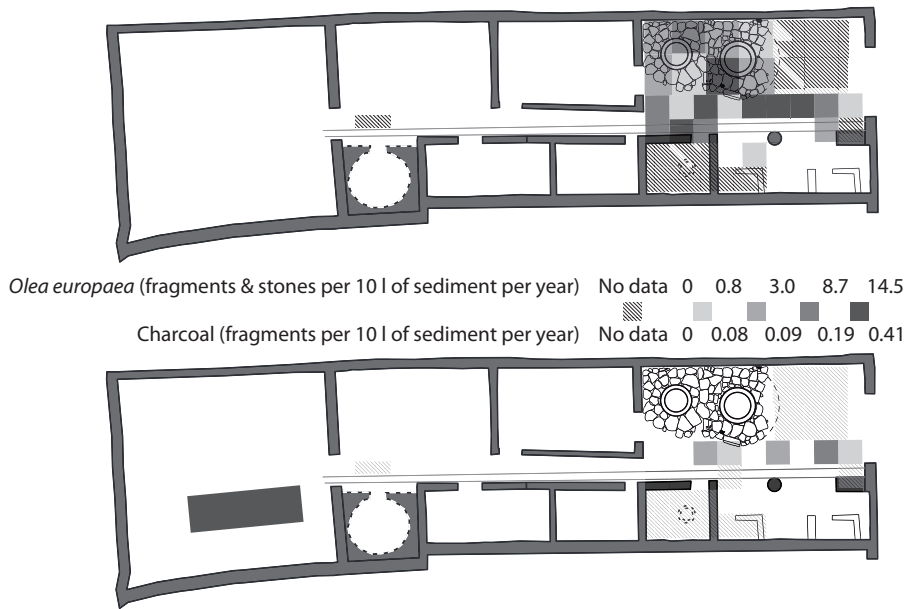 Olea europaea (fragments & stones per 10 l of sediment per year) No data 0 0.8 3.0 8.7 14.5
Charcoal (fragments per 10 l of sediment per year) No data 0 0.08 0.09 0.19 0.41